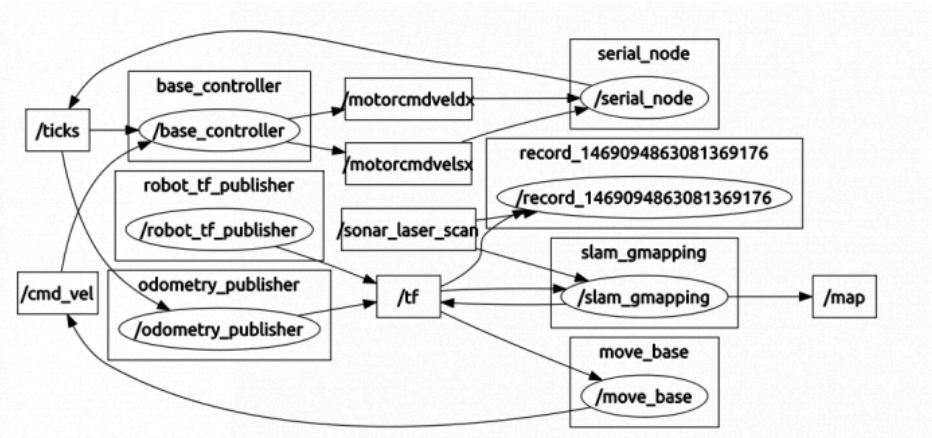 serial_node
/serial_node
base_controller
/base_controller
/motorcmdveldx
/ticks
/motorcmdvelsx
record_1469094863081369176
/record_1469094863081369176
robot_tf_publisher
/robot_tf_publisher
/sonar_laser_scan
slam_gmapping
/slam_gmapping
/cmd_vel
odometry_publisher
/odometry_publisher
/tf
/map
move_base
/move_base